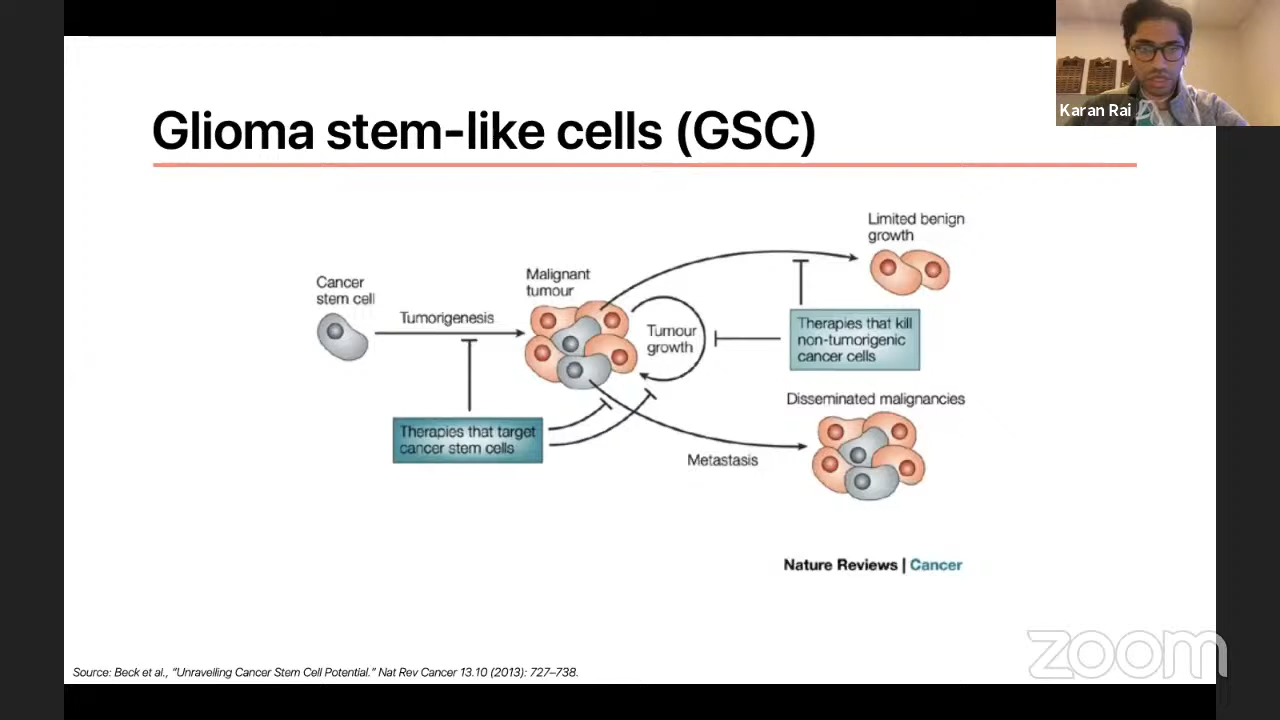 Karan Rai
Glioma stem-like cells (GSC)
Limited benign
growth
Cancer
stem cell
Malignant
tumour
Tumorigenesis
Tumour
growth
Therapies that kill
non-tumorigenic
cancer cells
Disseminated malignancies
Therapies that target
cancer stem cells
Metastasis
Nature Reviews | Cancer
zoom
Source: Beck et al., “Unravelling Cancer Stem Cell Potential.” Nat Rev Cancer 13.10 (2013): 727–738.